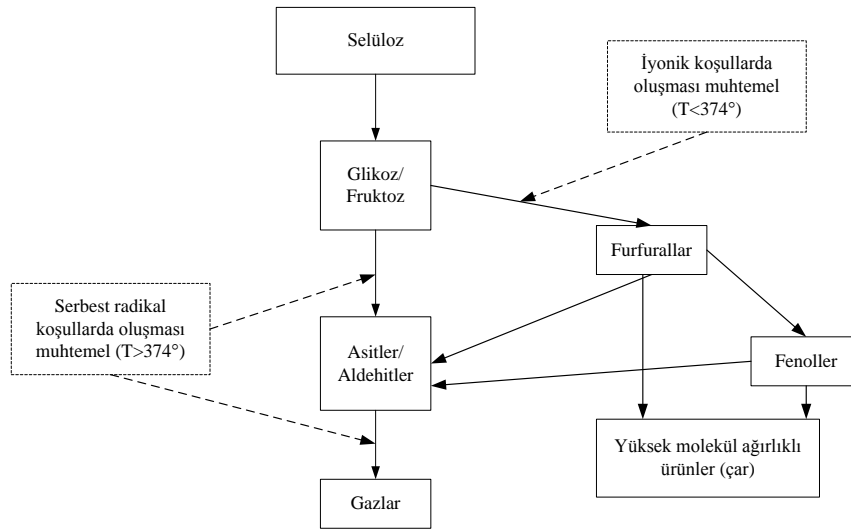 Selüloz
İyonik koşullarda
oluşması muhtemel
(T<374°)
Glikoz/
Fruktoz
Furfurallar
Serbest radikal
koşullarda oluşması
muhtemel (T>374°)
Asitler/
Aldehitler
Fenoller
Yüksek molekül ağırlıklı
ürünler (çar)
Gazlar